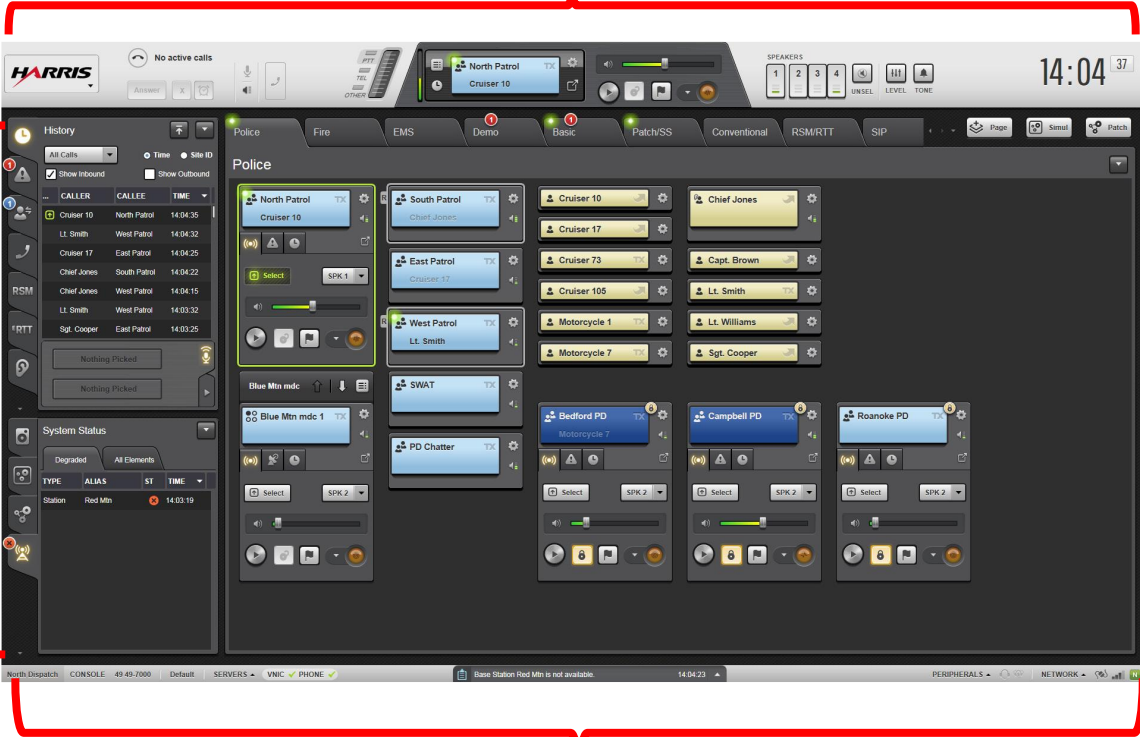 HARRIS
No active calls
Answer X
PTT
TEL
OTHER
North Patrol TX
Cruiser 10
SPEAKERS
1 2 3 4
UNSEL LEVEL TONE
14:04 37
History
All Calls Time Site ID
Show Inbound Show Outbound
... CALLER CALLEE TIME
Cruiser 10 North Patrol 14:04:35
Lt. Smith West Patrol 14:04:32
Cruiser 17 East Patrol 14:04:25
Chief Jones South Patrol 14:04:22
Chief Jones West Patrol 14:04:15
Lt. Smith West Patrol 14:03:32
Sgt. Cooper East Patrol 14:03:25
Nothing Picked
Nothing Picked
1
1
RSM
RTT
System Status
Degraded All Elements
TYPE ALIAS ST TIME
Station Red Mtn 14:03:19
Police Fire EMS Demo 1 Basic 1 Patch/SS Conventional RSM/RTT SIP
Page Simul Patch
Police
North Patrol TX
Cruiser 10
Select SPK 1
Blue Mtn mdc
Blue Mtn mdc 1 TX
Select SPK 2
R South Patrol TX
Chief Jones
East Patrol TX
Cruiser 17
R West Patrol TX
Lt. Smith
SWAT TX
PD Chatter TX
Cruiser 10
Cruiser 17
Cruiser 73 TX
Cruiser 105
Motorcycle 1 TX
Motorcycle 7 TX
Chief Jones
Capt. Brown
Lt. Smith TX
Lt. Williams
Sgt. Cooper
Bedford PD TX
Motorcycle 7
Select SPK 2
Campbell PD TX
Select SPK 2
Roanoke PD TX
Select SPK 2
North Dispatch CONSOLE 49 49-7000 Default SERVERS VNIC PHONE
Base Station Red Mtn is not available. 14:04:23
PERIPHERALS NETWORK N